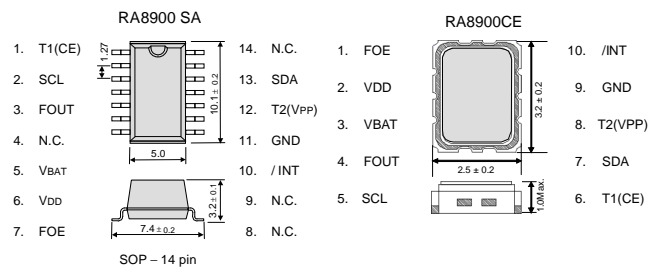 RA8900 SA
1. T1(CE)
2. SCL
3. FOUT
4. N.C.
5. VBAT
6. VDD
7. FOE
1.27
10.1 ± 0.2
5.0
3.2 ± 0.1
7.4 ± 0.2
14. N.C.
13. SDA
12. T2(VPP)
11. GND
10. / INT
9. N.C.
8. N.C.
SOP – 14 pin
RA8900CE
1. FOE
2. VDD
3. VBAT
4. FOUT
5. SCL
3.2 ± 0.2
2.5 ± 0.2
1.0Max.
10. /INT
9. GND
8. T2(VPP)
7. SDA
6. T1(CE)